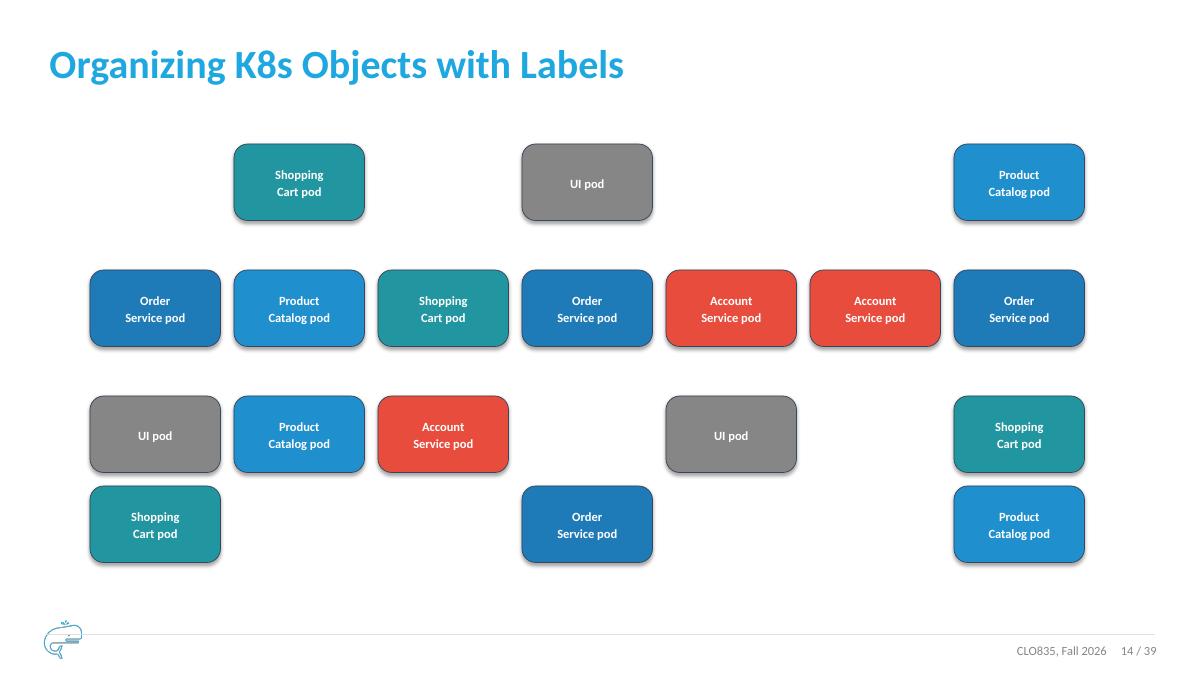 Organizing K8s Objects with Labels
Shopping
Cart pod
UI pod
Product
Catalog pod
Order
Service pod
Product
Catalog pod
Shopping
Cart pod
Order
Service pod
Account
Service pod
Account
Service pod
Order
Service pod
UI pod
Product
Catalog pod
Account
Service pod
UI pod
Shopping
Cart pod
Shopping
Cart pod
Order
Service pod
Product
Catalog pod
CLO835, Fall 2026 14 / 39